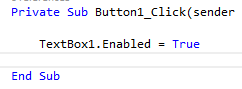 Private Sub Button1_Click(sender
TextBox1.Enabled = True
End Sub